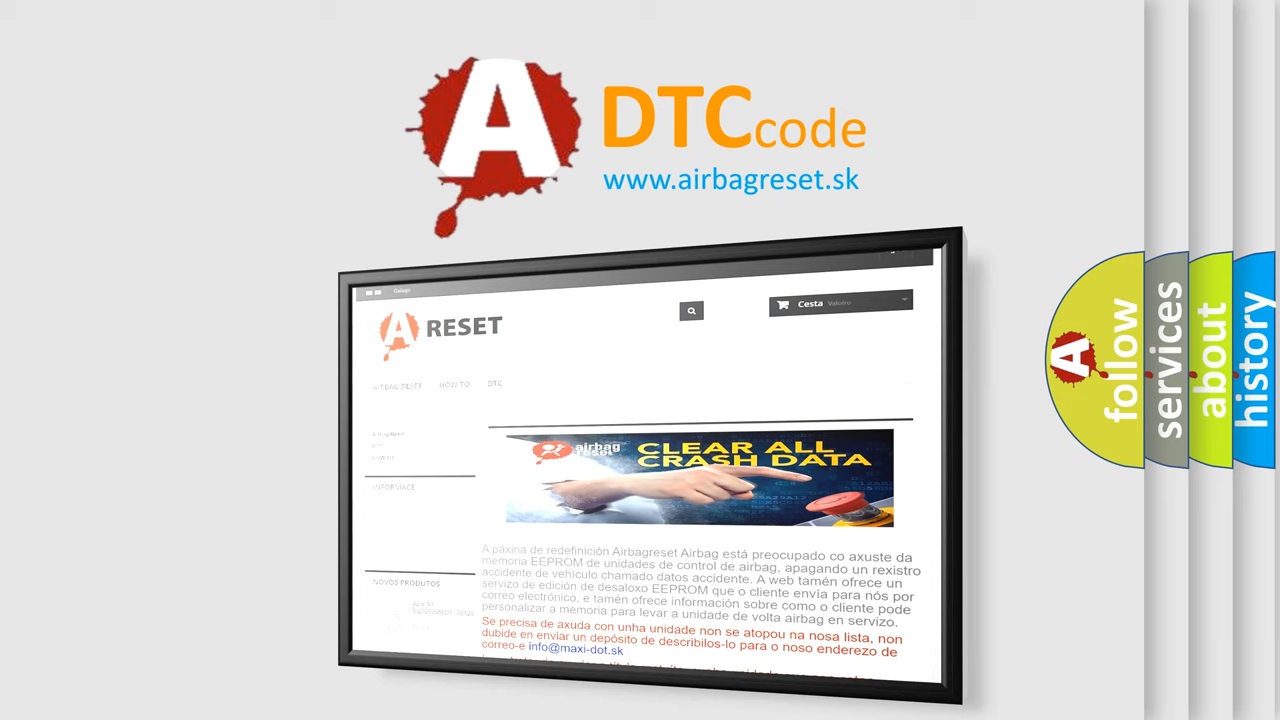 A DTCcode
www.airbagreset.sk
Galego
A RESET
Cesta Valeiro
AIRBAG RESET HOW TO DTC
INFORMACE
airbag
reset
CLEAR ALL
CRASH DATA
A páxina de redefinición Airbagreset Airbag está preocupado co axuste da
memoria EEPROM de unidades de control de airbag, apagando un rexistro
accidente de vehículo chamado datos accidente. A web tamén ofrece un
servizo de edición de desaloxo EEPROM que o cliente envía para nós por
correo electrónico, e tamén ofrece información sobre como o cliente pode
personalizar a memoria para levar a unidade de volta airbag en servizo.
Se precisa de axuda con unha unidade non se atopou na nosa lista, non
dubide en enviar un depósito de describilos-lo para o noso enderezo de
correo-e info@maxi-dot.sk
NOVOS PRODUTOS
A follow
services
about
history